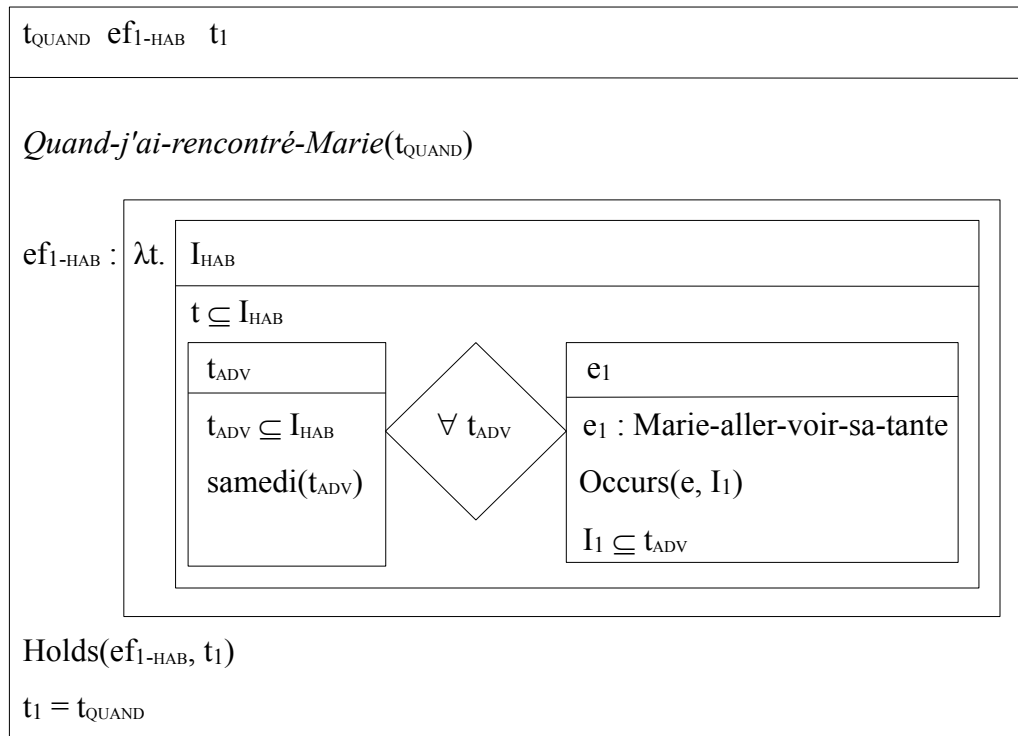 tQUAND ef1-HAB t1
Quand-j'ai-rencontré-Marie(tQUAND)
ef1-HAB : λt. IHAB
t ⊆ IHAB
tADV e1
tADV ⊆ IHAB ∀ tADV e1 : Marie-aller-voir-sa-tante
samedi(tADV) Occurs(e, I1)
I1 ⊆ tADV
Holds(ef1-HAB, t1)
t1 = tQUAND